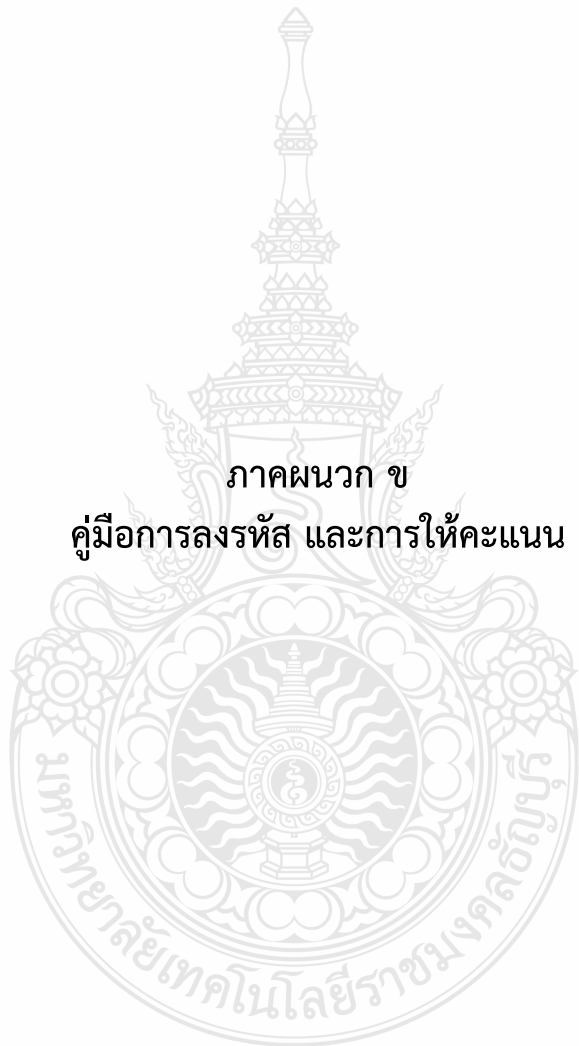 ภาคผนวก ข
คู่มือการลงรหัส และการให้คะแนน
มหาวิทยาลัยเทคโนโลยีราชมงคลธัญบุรี